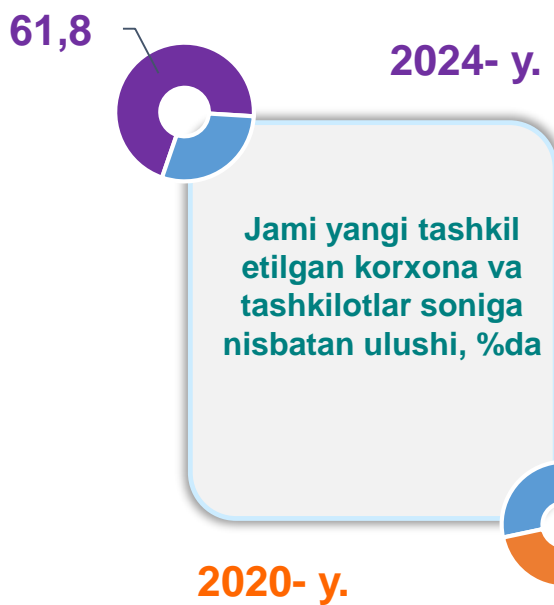 61,8
2024- y.
Jami yangi tashkil
etilgan korxona va
tashkilotlar soniga
nisbatan ulushi, %da
2020- y.